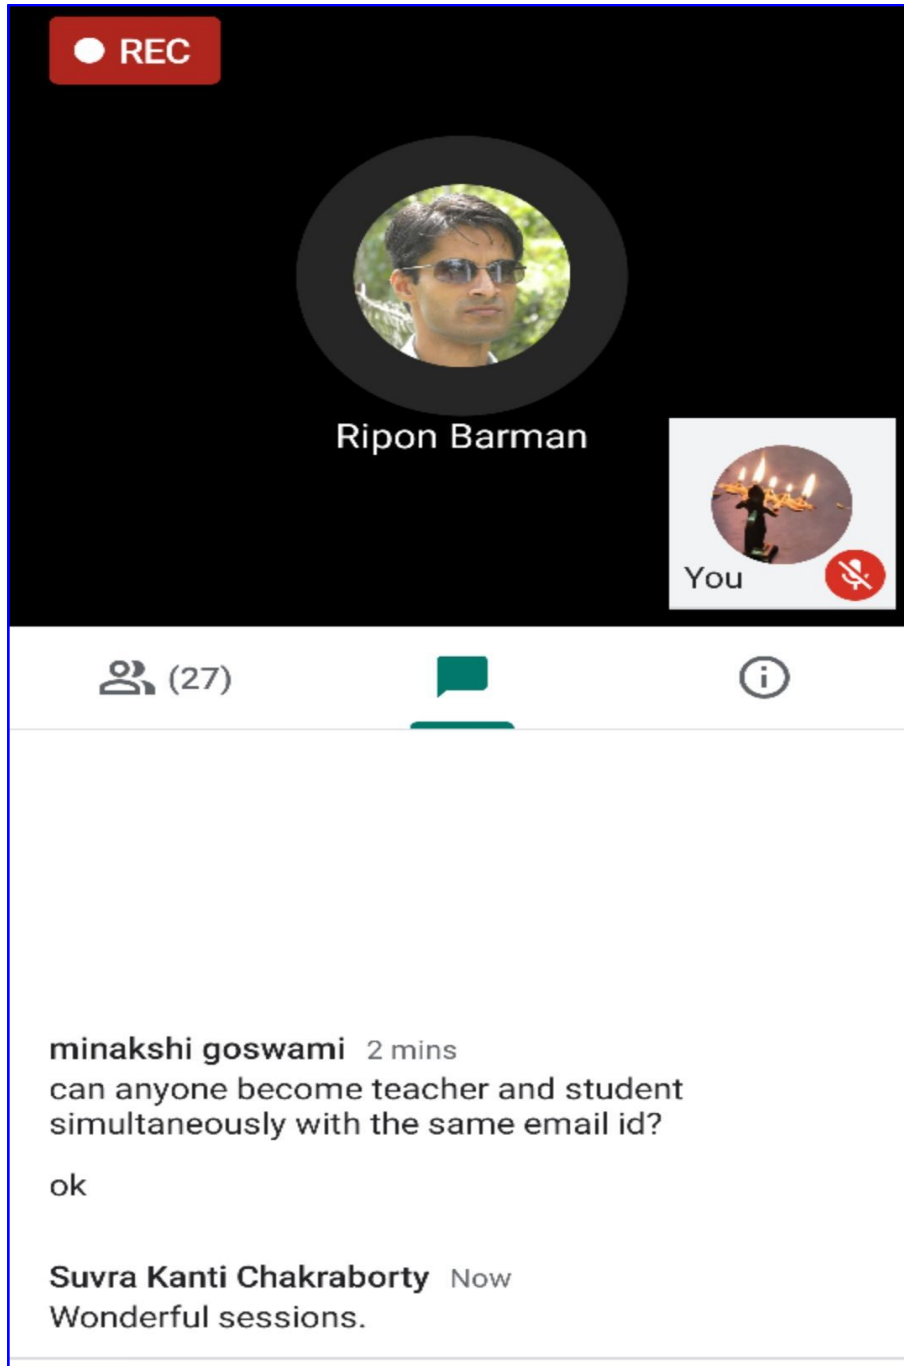 REC
Ripon Barman
You
(27)
minakshi goswami 2 mins
can anyone become teacher and student
simultaneously with the same email id?
ok
Suvra Kanti Chakraborty Now
Wonderful sessions.